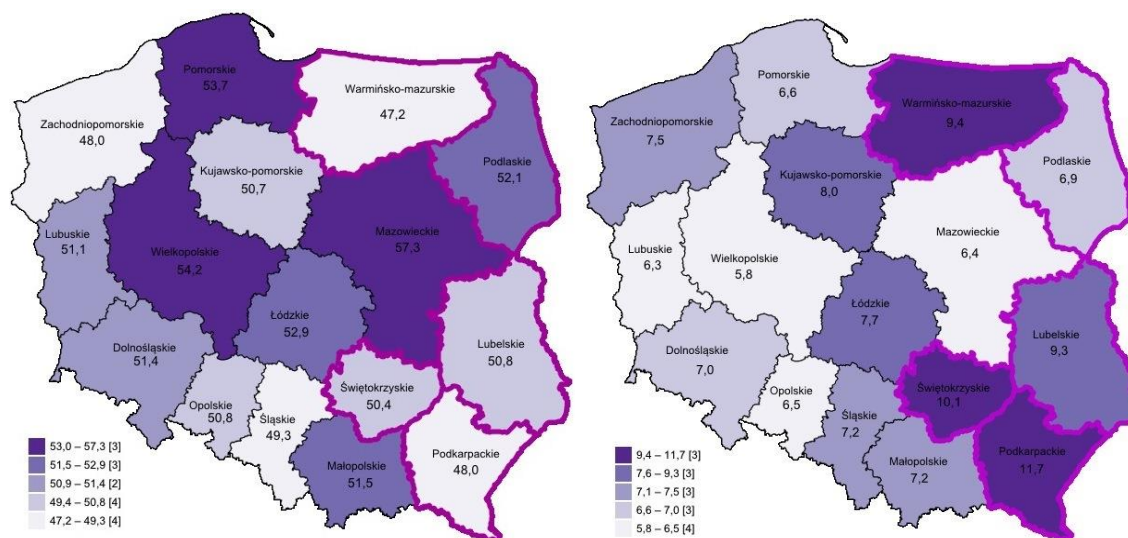 Pomorskie
53,7
Warmińsko-mazurskie
47,2
Zachodniopomorskie
48,0
Podlaskie
52,1
Kujawsko-pomorskie
50,7
Lubuskie
51,1
Mazowieckie
57,3
Wielkopolskie
54,2
Łódzkie
52,9
Dolnośląskie
51,4
Lubelskie
50,8
Świętokrzyskie
50,4
Opolskie
50,8
Śląskie
49,3
Małopolskie
51,5
Podkarpackie
48,0
53,0 – 57,3 [3]
51,5 – 52,9 [3]
50,9 – 51,4 [2]
49,4 – 50,8 [4]
47,2 – 49,3 [4]
Pomorskie
6,6
Warmińsko-mazurskie
9,4
Zachodniopomorskie
7,5
Podlaskie
6,9
Kujawsko-pomorskie
8,0
Mazowieckie
6,4
Lubuskie
6,3
Wielkopolskie
5,8
Łódzkie
7,7
Lubelskie
9,3
Dolnośląskie
7,0
Świętokrzyskie
10,1
Opolskie
6,5
Śląskie
7,2
Małopolskie
7,2
Podkarpackie
11,7
9,4 – 11,7 [3]
7,6 – 9,3 [3]
7,1 – 7,5 [3]
6,6 – 7,0 [3]
5,8 – 6,5 [4]